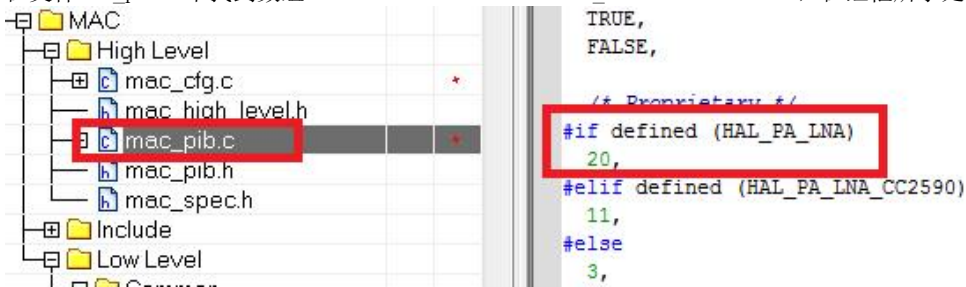 MAC
High Level
mac_cfg.c
mac_high_level.h
mac_pib.c
mac_pib.h
mac_spec.h
Include
Low Level
TRUE,
FALSE,
/* Proprietary */
#if defined (HAL_PA_LNA)
20,
#elif defined (HAL_PA_LNA_CC2590)
11,
#else
3,